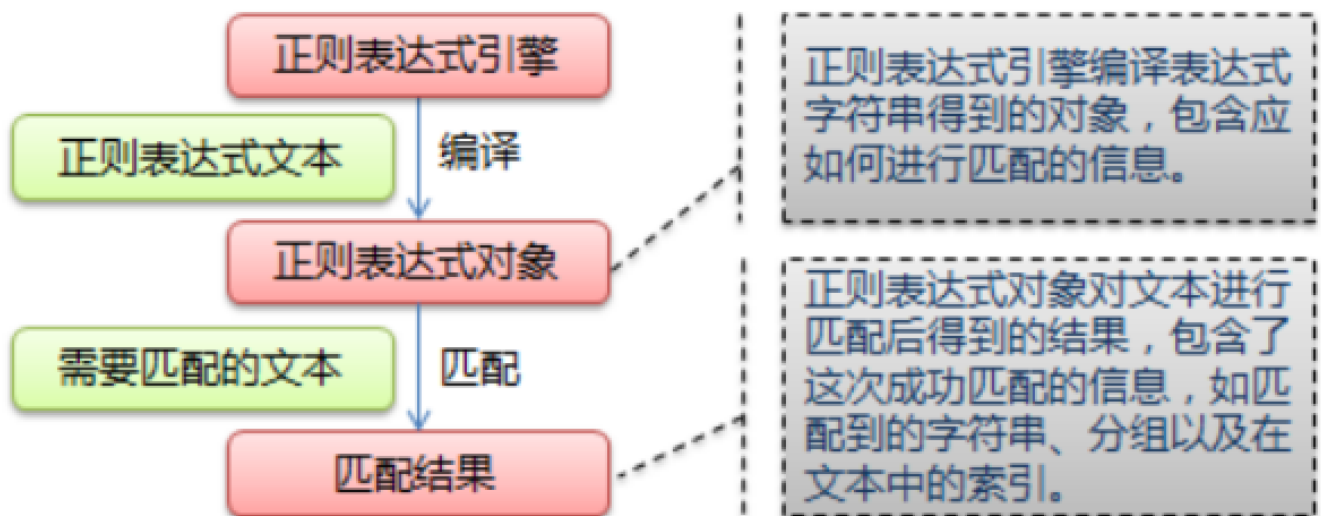 正则表达式引擎
正则表达式文本
编译
正则表达式对象
需要匹配的文本
匹配
匹配结果
正则表达式引擎编译表达式
字符串得到的对象，包含应
如何进行匹配的信息。
正则表达式对象对文本进行
匹配后得到的结果，包含了
这次成功匹配的信息，如匹
配到的字符串、分组以及在
文本中的索引。